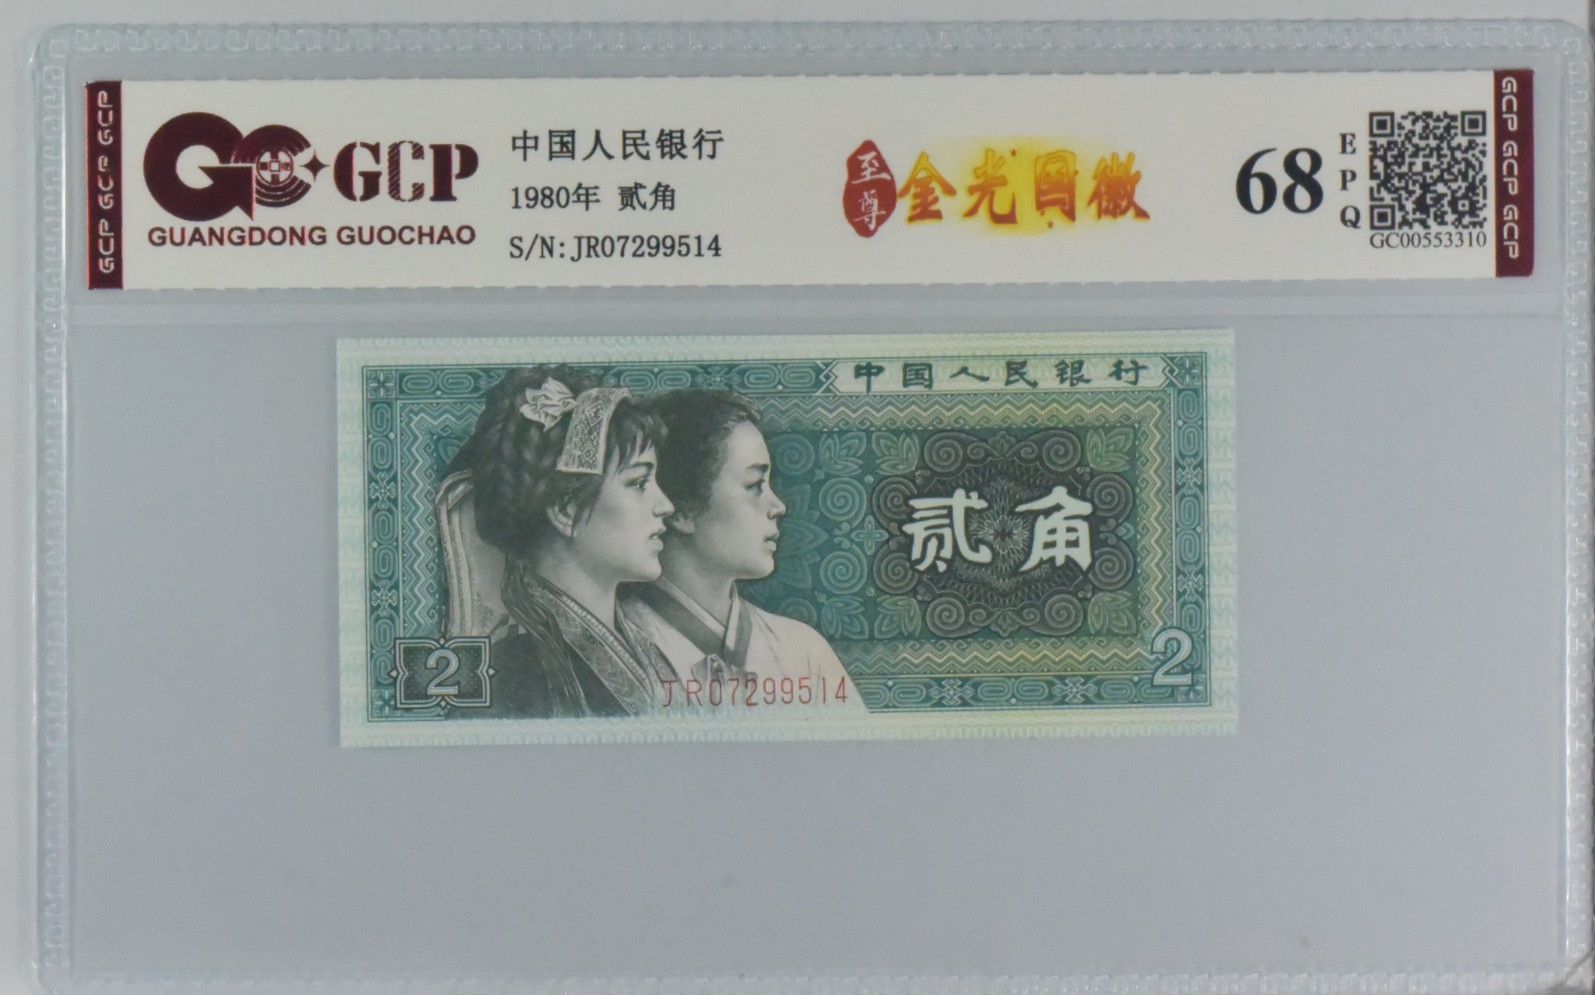 GCP GCP GCP
GCP
GUANGDONG GUOCHAO
中国人民银行
1980年 贰角
S/N:JR07299514
至尊
金光国徽
68
EPQ
GC00553310
GCP GCP GCP
中国人民银行
贰角
2
2
JR07299514